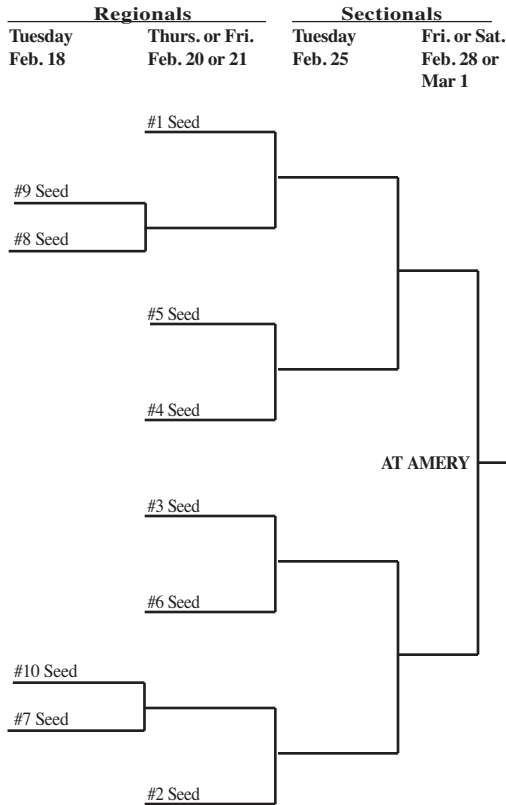 Regionals
Sectionals
Tuesday
Feb. 18
Thurs. or Fri.
Feb. 20 or 21
Tuesday
Feb. 25
Fri. or Sat.
Feb. 28 or
Mar 1
#1 Seed
#9 Seed
#8 Seed
#5 Seed
#4 Seed
AT AMERY
#3 Seed
#6 Seed
#10 Seed
#7 Seed
#2 Seed